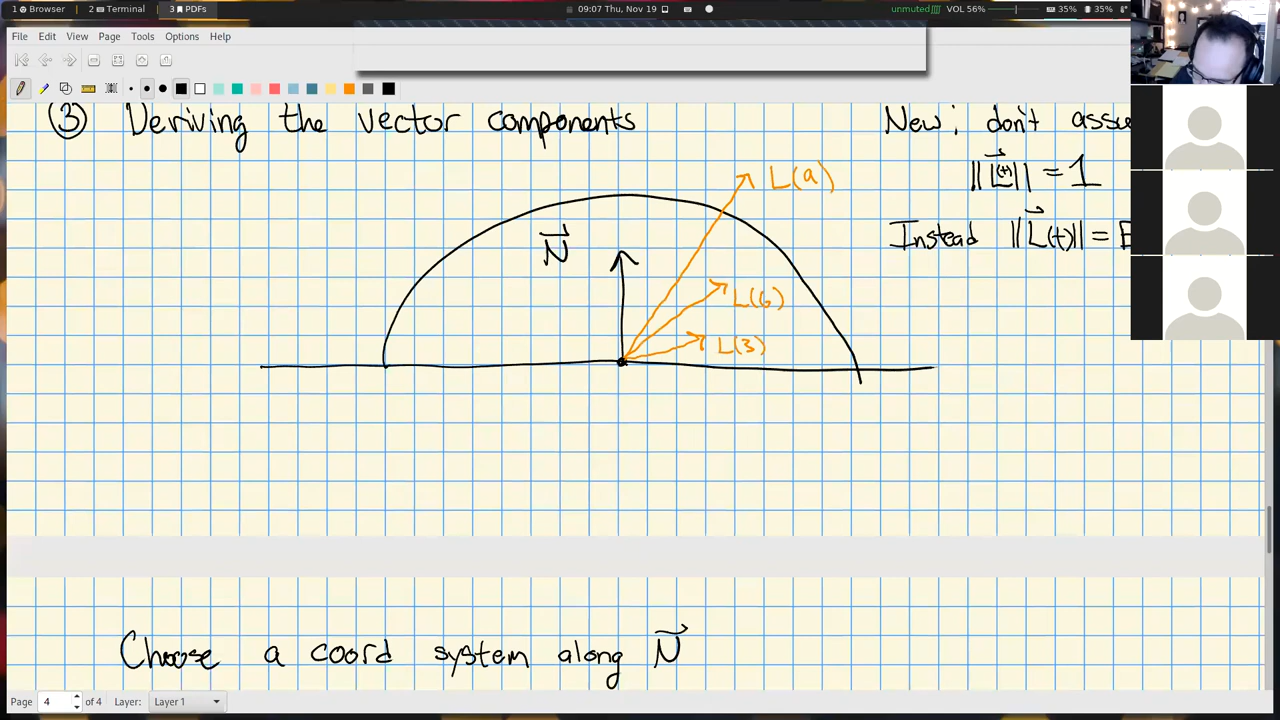 1 Browser 2 Terminal 3 PDFs 09:07 Thu, Nov 19 unmuted VOL 56% 35% 35%
File Edit View Page Tools Options Help
③ Deriving the vector components
New: don't assu
||L(t)|| = 1
Instead ||L(t)|| = E
L(9)
N
L(6)
L(3)
Choose a coord system along N
Page 4 of 4 Layer: Layer 1